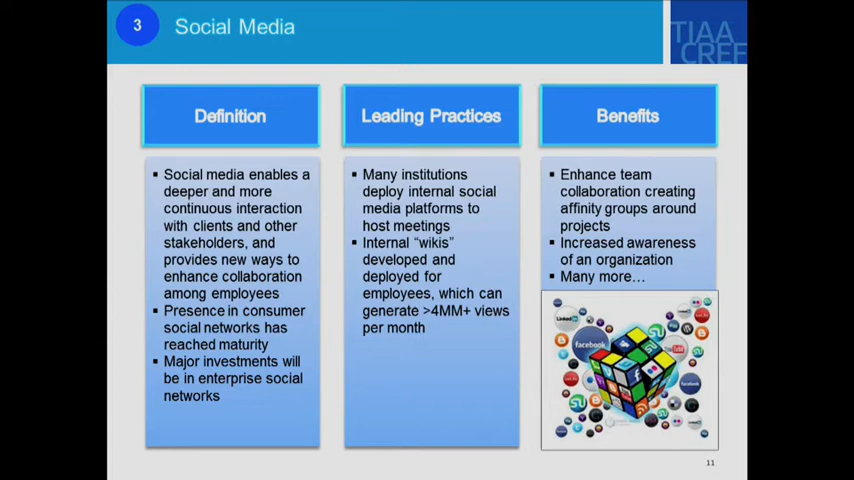 3
Social Media
TIAA
CREF
Definition
Leading Practices
Benefits
▪ Social media enables a
deeper and more
continuous interaction
with clients and other
stakeholders, and
provides new ways to
enhance collaboration
among employees
▪ Presence in consumer
social networks has
reached maturity
▪ Major investments will
be in enterprise social
networks
▪ Many institutions
deploy internal social
media platforms to
host meetings
▪ Internal “wikis”
developed and
deployed for
employees, which can
generate >4MM+ views
per month
▪ Enhance team
collaboration creating
affinity groups around
projects
▪ Increased awareness
of an organization
▪ Many more…
LinkedIn
facebook
YouTube
facebook
11